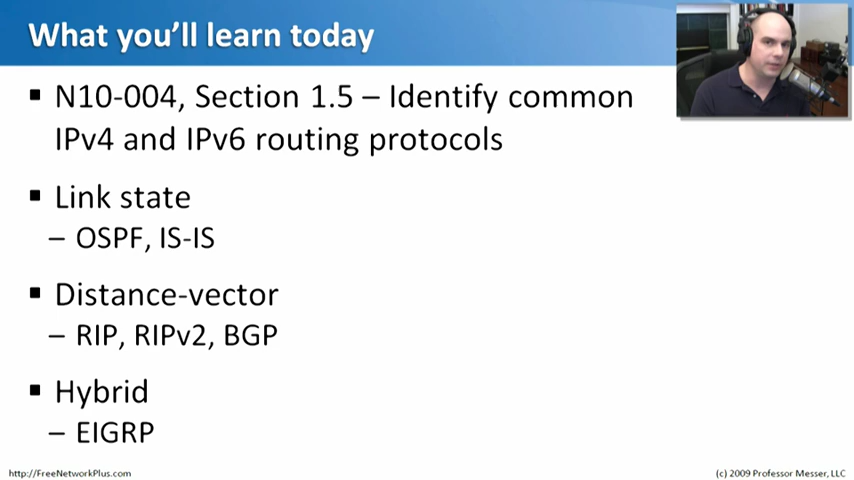 What you'll learn today
▪ N10-004, Section 1.5 – Identify common
IPv4 and IPv6 routing protocols
▪ Link state
– OSPF, IS-IS
▪ Distance-vector
– RIP, RIPv2, BGP
▪ Hybrid
– EIGRP
http://FreeNetworkPlus.com
(c) 2009 Professor Messer, LLC